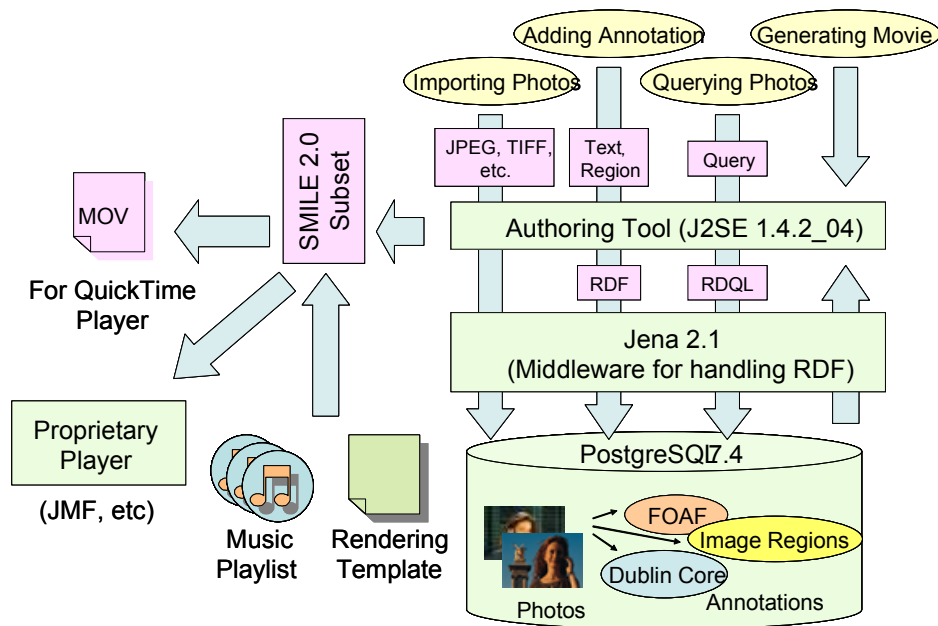 Adding Annotation
Generating Movie
Importing Photos
Querying Photos
JPEG, TIFF,
etc.
Text,
Region
Query
SMILE 2.0
Subset
MOV
Authoring Tool (J2SE 1.4.2_04)
For QuickTime
Player
RDF
RDQL
Jena 2.1
(Middleware for handling RDF)
Proprietary
Player
(JMF, etc)
Music
Playlist
Rendering
Template
PostgreSQL7.4
FOAF
Image Regions
Dublin Core
Photos
Annotations